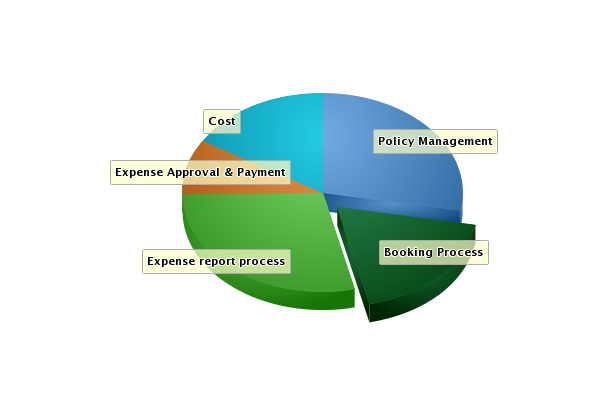 Cost
Policy Management
Expense Approval & Payment
Booking Process
Expense report process